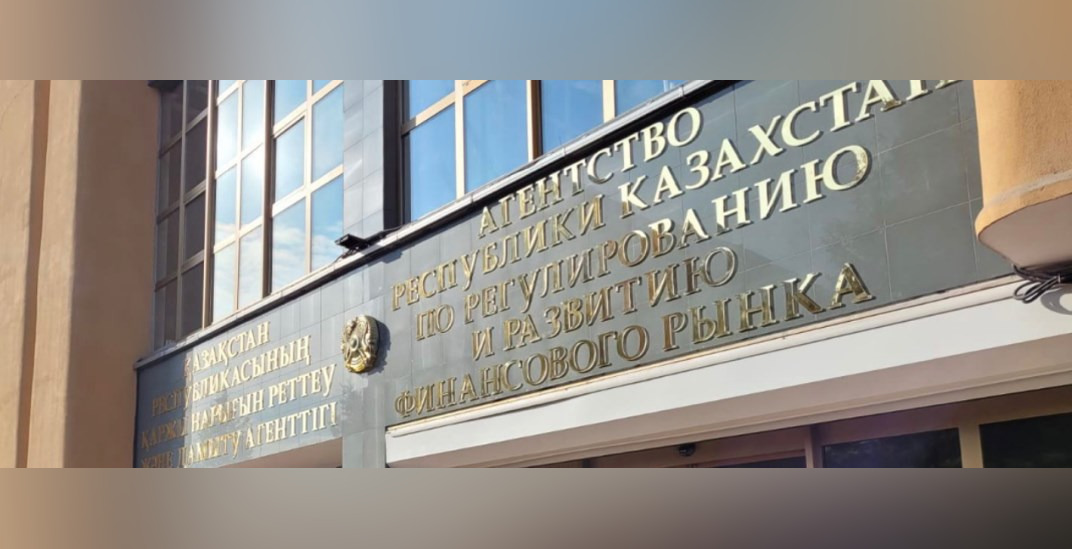 ҚАЗАҚСТАН
РЕСПУБЛИКАСЫНЫҢ
ҚАРЖЫ НАРЫҒЫН РЕТТЕУ
ЖӘНЕ ДАМЫТУ АГЕНТТІГІ
АГЕНТСТВО
РЕСПУБЛИКИ КАЗАХСТАН
ПО РЕГУЛИРОВАНИЮ
И РАЗВИТИЮ
ФИНАНСОВОГО РЫНКА